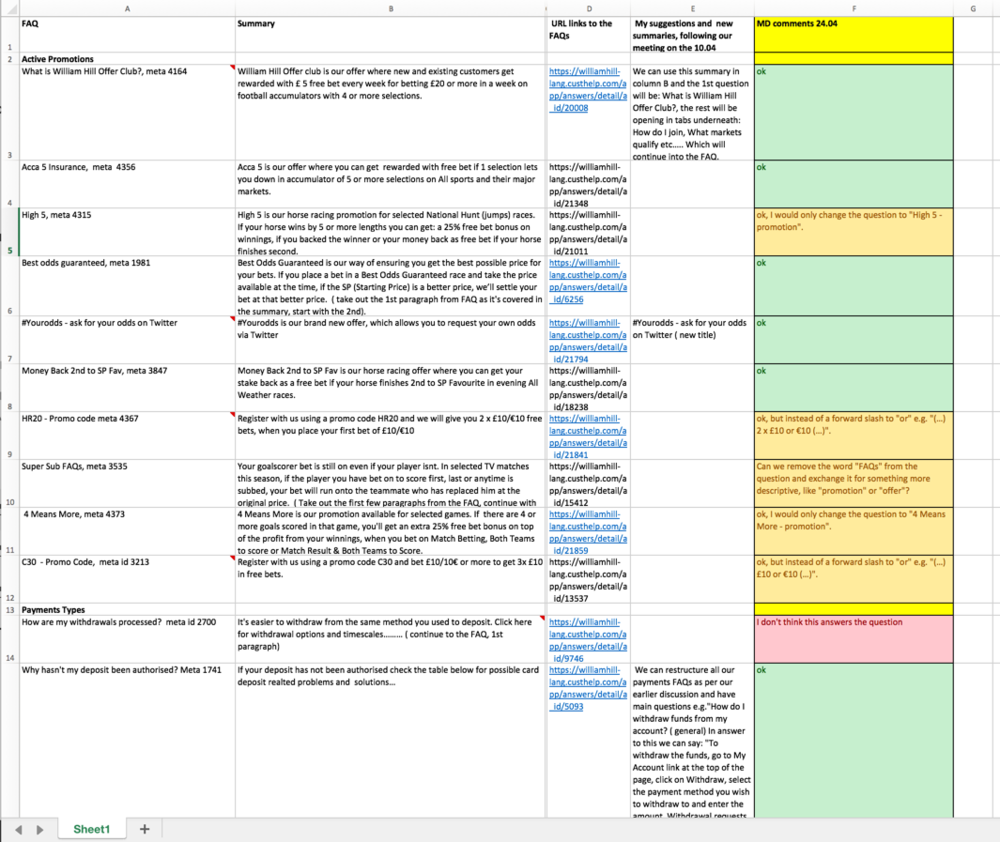 A B D E F G
FAQ Summary URL links to the My suggestions and new MD comments 24.04
FAQs summaries, following our
1 meeting on the 10.04
2 Active Promotions
What is William Hill Offer Club?, meta 4164 William Hill Offer club is our offer where new and existing customers get https://williamhill- We can use this summary in ok
rewarded with £ 5 free bet every week for betting £20 or more in a week on lang.custhelp.com/a column B and the 1st question
football accumulators with 4 or more selections. pp/answers/detail/a will be: What is William Hill
_id/20008 Offer Club?, the rest will be
opening in tabs underneath:
How do I join, What markets
qualify etc..... Which will
3 continue into the FAQ.
Acca 5 Insurance, meta 4356 Acca 5 is our offer where you can get rewarded with free bet if 1 selection lets https://williamhill- ok
you down in accumulator of 5 or more selections on All sports and their major lang.custhelp.com/a
markets. pp/answers/detail/a
4 _id/21348
High 5, meta 4315 High 5 is our horse racing promotion for selected National Hunt (jumps) races. https://williamhill- ok, I would only change the question to "High 5 -
If your horse wins by 5 or more lengths you can get: a 25% free bet bonus on lang.custhelp.com/a promotion".
winnings, if you backed the winner or your money back as free bet if your horse pp/answers/detail/a
5 finishes second. _id/21011
Best odds guaranteed, meta 1981 Best Odds Guaranteed is our way of ensuring you get the best possible price for https://williamhill- ok
your bets. If you place a bet in a Best Odds Guaranteed race and take the price lang.custhelp.com/a
available at the time, if the SP (Starting Price) is a better price, we'll settle your pp/answers/detail/a
bet at that better price. ( take out the 1st paragraph from FAQ as it's covered in _id/6256
6 the summary, start with the 2nd).
#Yourodds - ask for your odds on Twitter #Yourodds is our brand new offer, which allows you to request your own odds https://williamhill- #Yourodds - ask for your odds ok
via Twitter lang.custhelp.com/a on Twitter ( new title)
pp/answers/detail/a
7 _id/21794
Money Back 2nd to SP Fav, meta 3847 Money Back 2nd to SP Fav is our horse racing offer where you can get your https://williamhill- ok
stake back as a free bet if your horse finishes 2nd to SP Favourite in evening All lang.custhelp.com/a
Weather races. pp/answers/detail/a
8 _id/18238
HR20 - Promo code meta 4367 Register with us using a promo code HR20 and we will give you 2 x £10/€10 free https://williamhill- ok, but instead of a forward slash to "or" e.g. "(...)
bets, when you place your first bet of £10/€10 lang.custhelp.com/a 2 x £10 or €10 (...)".
pp/answers/detail/a
9 _id/21841
Super Sub FAQs, meta 3535 Your goalscorer bet is still on even if your player isnt. In selected TV matches https://williamhill- Can we remove the word "FAQs" from the
this season, if the player you have bet on to score first, last or anytime is lang.custhelp.com/a question and exchange it for something more
subbed, your bet will run onto the teammate who has replaced him at the pp/answers/detail/a descriptive, like "promotion" or "offer"?
10 original price. ( Take out the first few paragraphs from the FAQ, continue with _id/15412
4 Means More, meta 4373 4 Means More is our promotion available for selected games. If there are 4 or https://williamhill- ok, I would only change the question to "4 Means
more goals scored in that game, you'll get an extra 25% free bet bonus on top lang.custhelp.com/a More - promotion".
of the profit from your winnings, when you bet on Match Betting, Both Teams pp/answers/detail/a
11 to score or Match Result & Both Teams to Score. _id/21859
C30 - Promo Code, meta id 3213 Register with us using a promo code C30 and bet £10/10€ or more to get 3x £10 https://williamhill- ok, but instead of a forward slash to "or" e.g. "(...)
in free bets. lang.custhelp.com/a £10 or €10 (...)".
pp/answers/detail/a
12 _id/13537
13 Payments Types
How are my withdrawals processed? meta id 2700 It's easier to withdraw from the same method you used to deposit. Click here https://williamhill- I don't think this answers the question
for withdrawal options and timescales......... ( continue to the FAQ, 1st lang.custhelp.com/a
paragraph) pp/answers/detail/a
14 _id/9746
Why hasn't my deposit been authorised? Meta 1741 If your deposit has not been authorised check the table below for possible card https://williamhill- We can restructure all our ok
deposit realted problems and solutions... lang.custhelp.com/a payments FAQs as per our
pp/answers/detail/a earlier discussion and have
_id/5093 main questions e.g."How do I
withdraw funds from my
account? ( general) In answer
to this we can say: "To
withdraw the funds, go to My
Account link at the top of the
page, click on Withdraw, select
the payment method you wish
to withdraw to and enter the
amount. Withdrawal requests
Sheet1